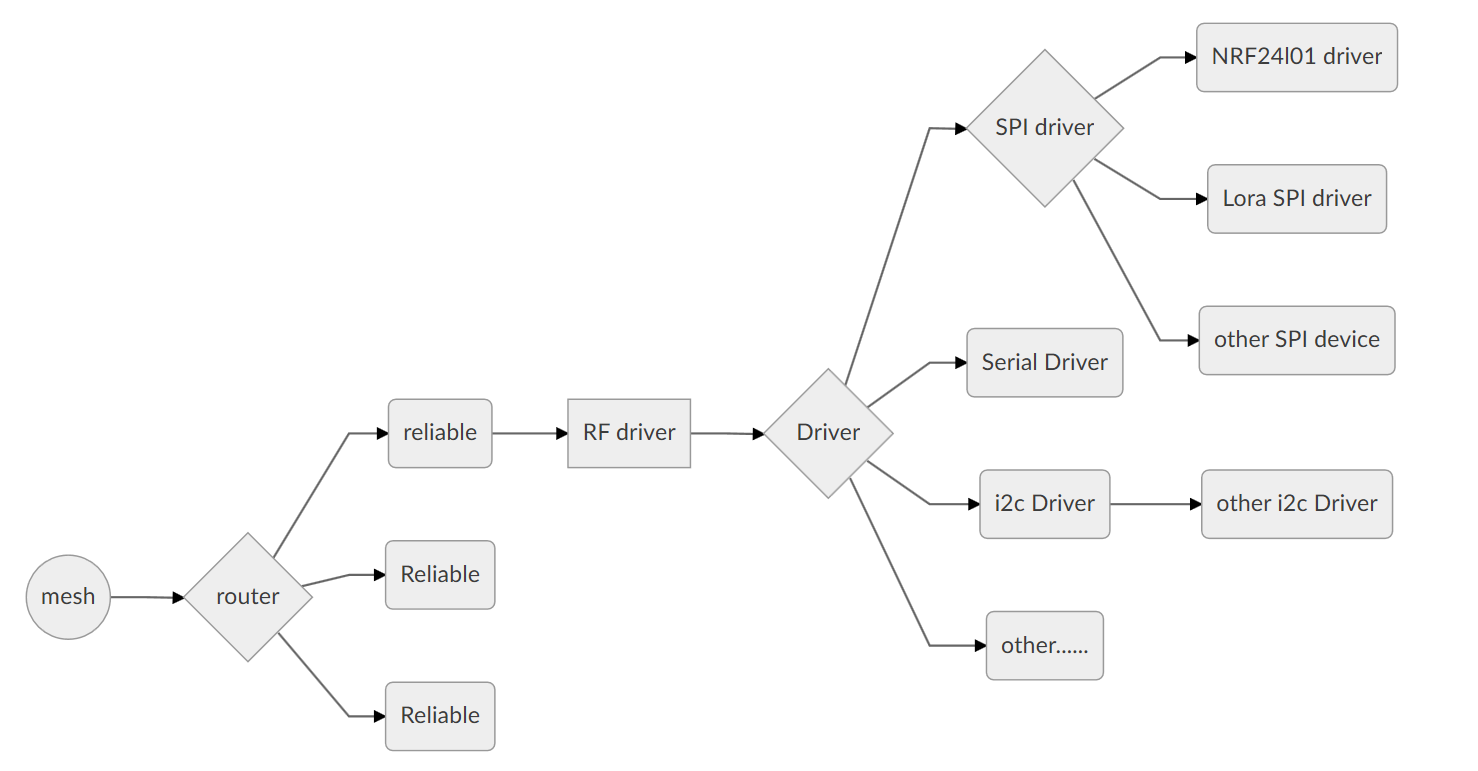 mesh
router
reliable
Reliable
Reliable
RF driver
Driver
SPI driver
Serial Driver
i2c Driver
other......
NRF24l01 driver
Lora SPI driver
other SPI device
other i2c Driver